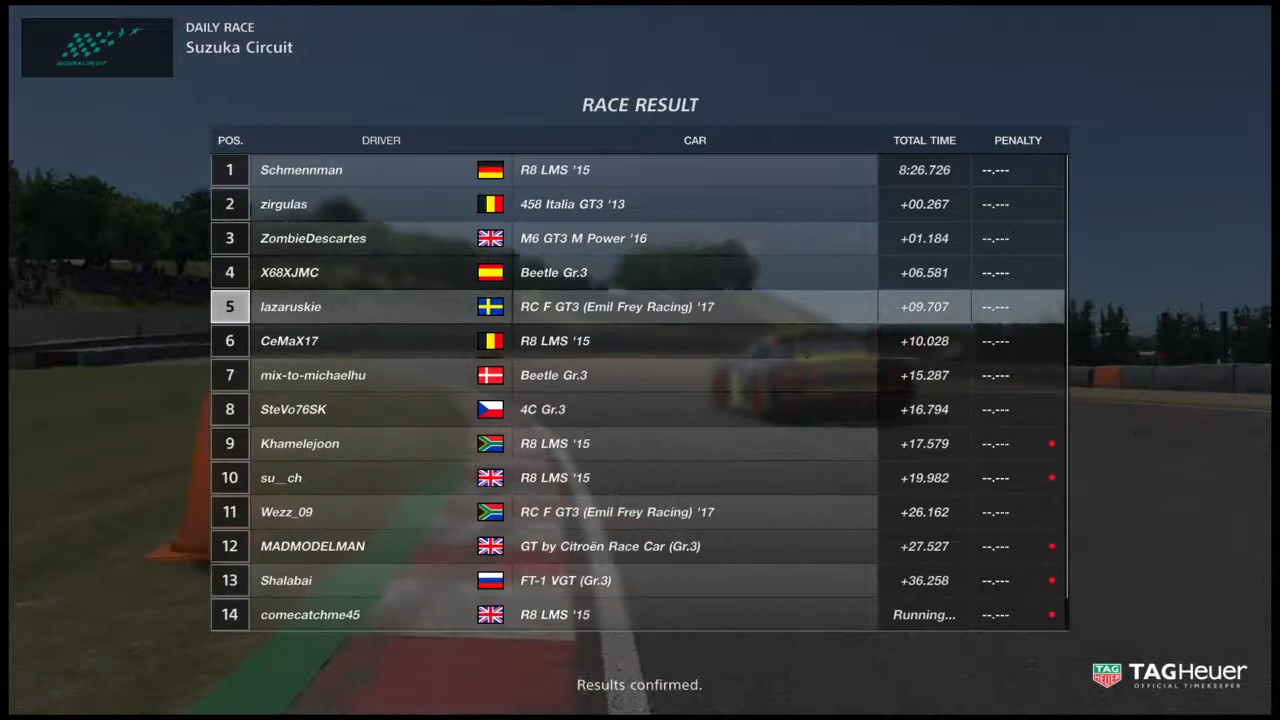 DAILY RACE
Suzuka Circuit
SUZUKA CIRCUIT
RACE RESULT
POS. DRIVER CAR TOTAL TIME PENALTY
1 Schmennman R8 LMS '15 8:26.726 --.---
2 zirgulas 458 Italia GT3 '13 +00.267 --.---
3 ZombieDescartes M6 GT3 M Power '16 +01.184 --.---
4 X68XJMC Beetle Gr.3 +06.581 --.---
5 lazaruskie RC F GT3 (Emil Frey Racing) '17 +09.707 --.---
6 CeMaX17 R8 LMS '15 +10.028 --.---
7 mix-to-michaelhu Beetle Gr.3 +15.287 --.---
8 SteVo76SK 4C Gr.3 +16.794 --.---
9 Khamelejoon R8 LMS '15 +17.579 --.---
10 su__ch R8 LMS '15 +19.982 --.---
11 Wezz_09 RC F GT3 (Emil Frey Racing) '17 +26.162 --.---
12 MADMODELMAN GT by Citroën Race Car (Gr.3) +27.527 --.---
13 Shalabai FT-1 VGT (Gr.3) +36.258 --.---
14 comecatchme45 R8 LMS '15 Running... --.---
Results confirmed.
TAG HEUER TAGHeuer
OFFICIAL TIMEKEEPER